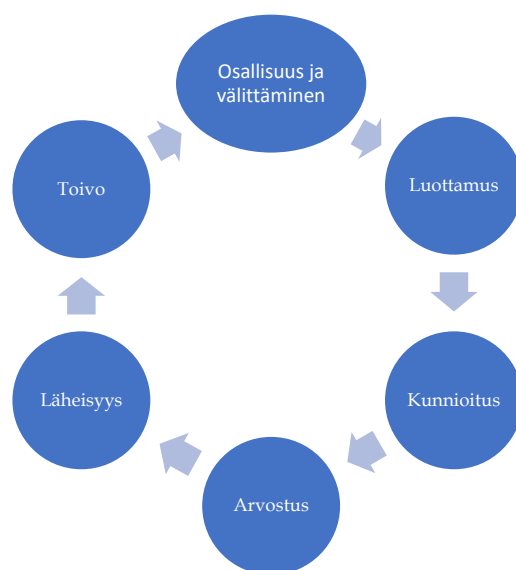 Osallisuus ja
välittäminen
Luottamus
Kunnioitus
Arvostus
Läheisyys
Toivo